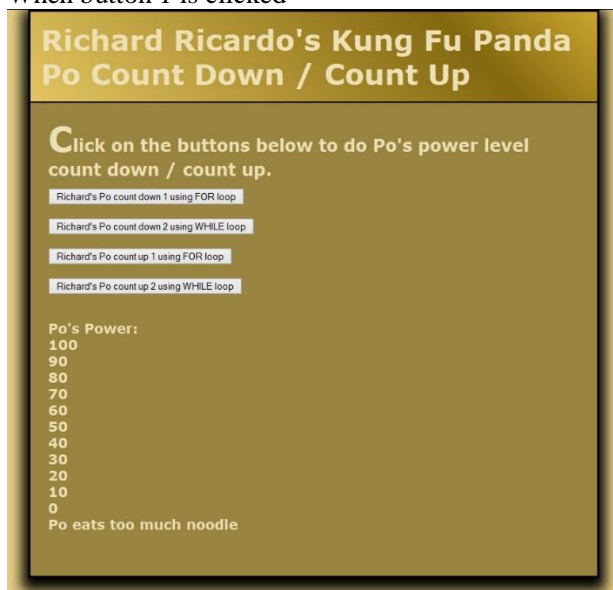 When button 1 is clicked
Richard Ricardo's Kung Fu Panda
Po Count Down / Count Up
Click on the buttons below to do Po's power level
count down / count up.
Richard's Po count down 1 using FOR loop
Richard's Po count down 2 using WHILE loop
Richard's Po count up 1 using FOR loop
Richard's Po count up 2 using WHILE loop
Po's Power:
100
90
80
70
60
50
40
30
20
10
0
Po eats too much noodle